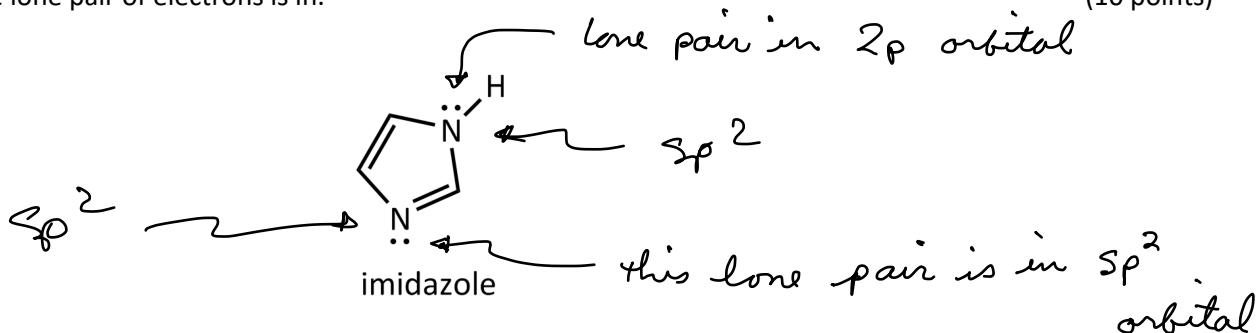 lone pair of electrons is in.
(10 points)
lone pair in 2p orbital
H
N
sp²
sp²
N
this lone pair is in sp²
orbital
imidazole